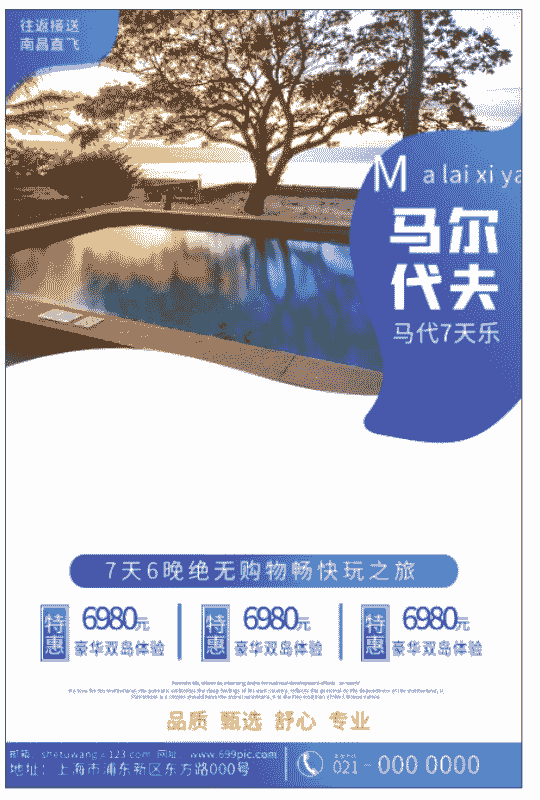 往返接送
南昌直飞
M a lai xi ya
马尔
代夫
马代7天乐
7天6晚绝无购物畅快玩之旅
特惠 6980元 豪华双岛体验
特惠 6980元 豪华双岛体验
特惠 6980元 豪华双岛体验
品质 甄选 舒心 专业
邮箱: shetuwang@123.com 网址: www.699pic.com
地址: 上海市浦东新区东方路000号
021-000 0000